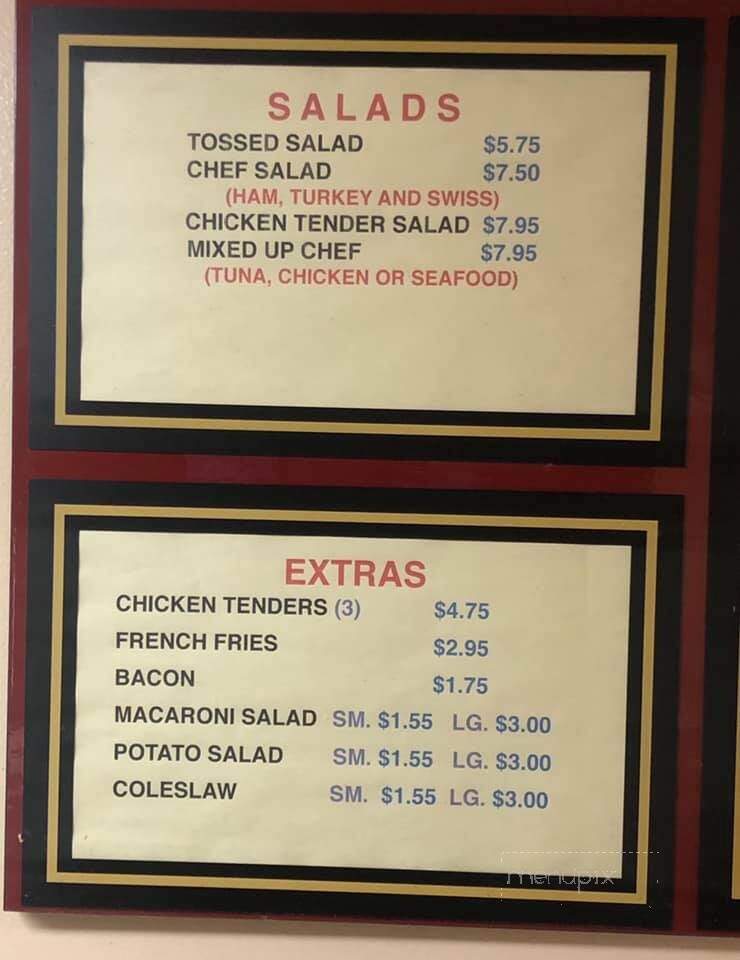 SALADS
TOSSED SALAD $5.75
CHEF SALAD $7.50
(HAM, TURKEY AND SWISS)
CHICKEN TENDER SALAD $7.95
MIXED UP CHEF $7.95
(TUNA, CHICKEN OR SEAFOOD)
EXTRAS
CHICKEN TENDERS (3) $4.75
FRENCH FRIES $2.95
BACON $1.75
MACARONI SALAD SM. $1.55 LG. $3.00
POTATO SALAD SM. $1.55 LG. $3.00
COLESLAW SM. $1.55 LG. $3.00
menupix